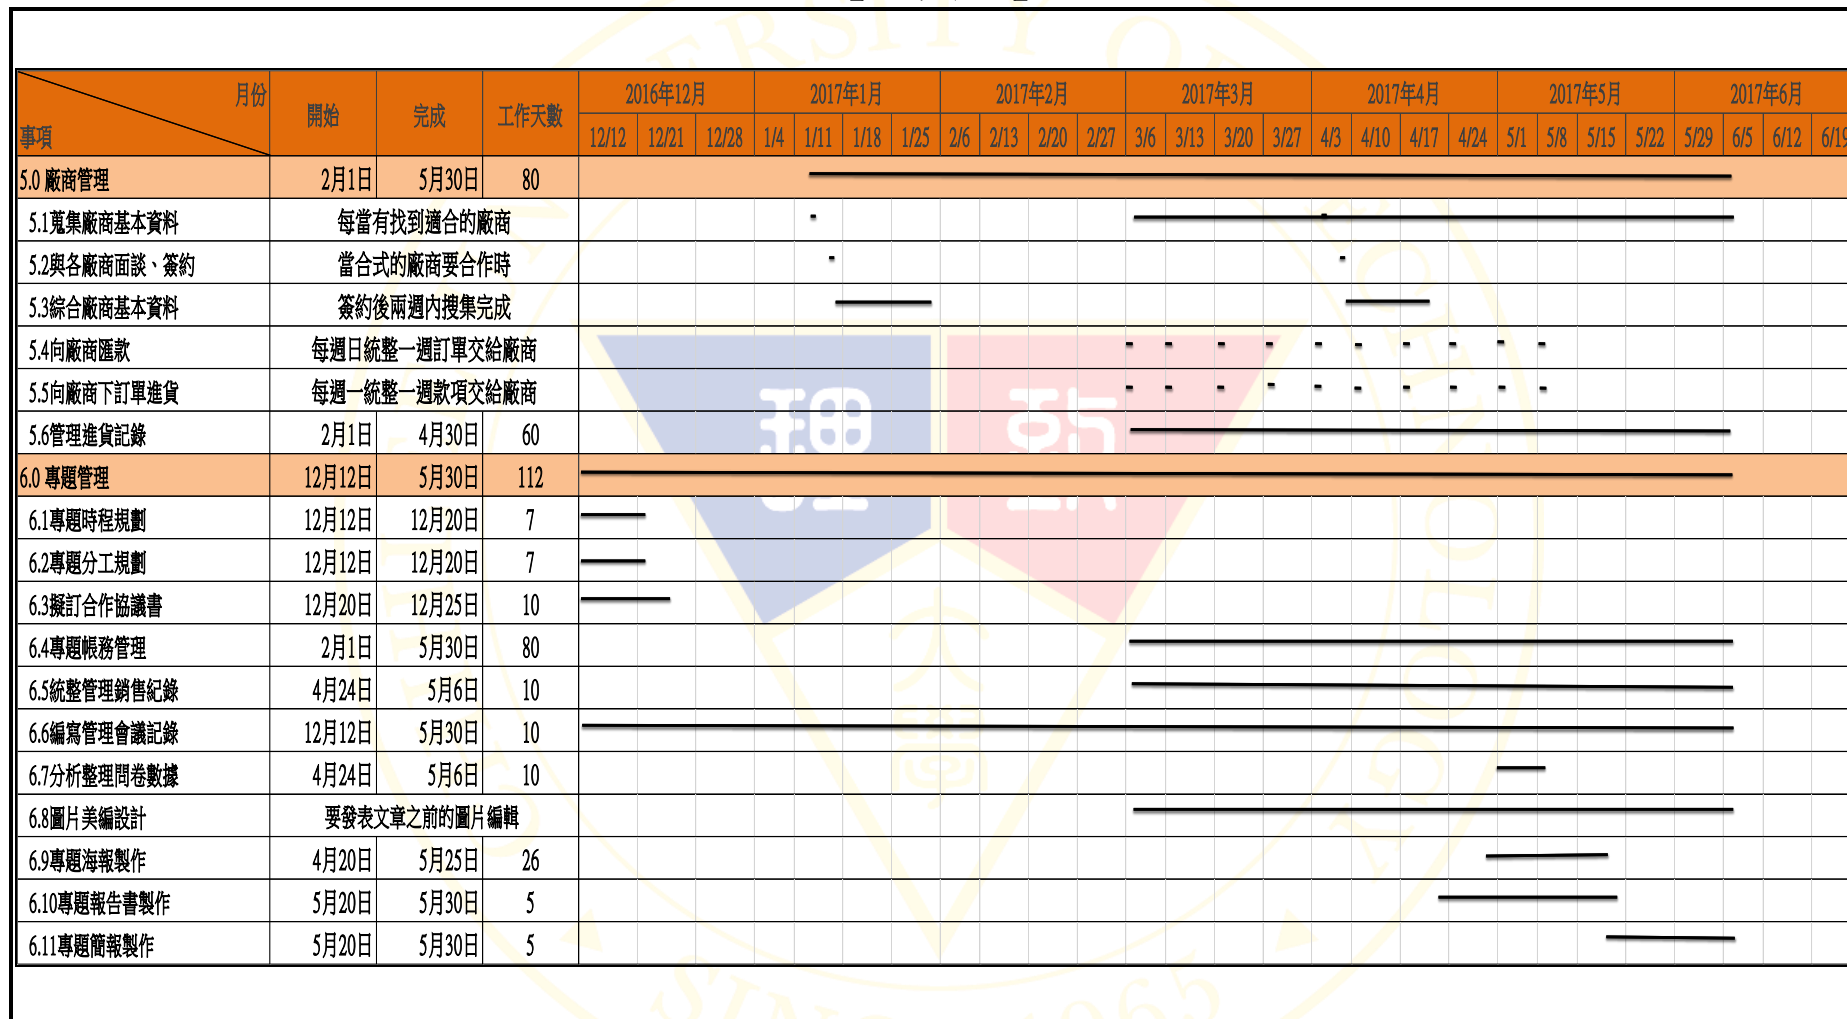 月份
事項
開始 完成 工作天數
2016年12月 2017年1月 2017年2月 2017年3月 2017年4月 2017年5月 2017年6月
12/12 12/21 12/28 1/4 1/11 1/18 1/25 2/6 2/13 2/20 2/27 3/6 3/13 3/20 3/27 4/3 4/10 4/17 4/24 5/1 5/8 5/15 5/22 5/29 6/5 6/12 6/19
5.0 廠商管理 2月1日 5月30日 80
5.1蒐集廠商基本資料 每當有找到適合的廠商
5.2與各廠商面談、簽約 當合式的廠商要合作時
5.3綜合廠商基本資料 簽約後兩週內搜集完成
5.4向廠商匯款 每週日統整一週訂單交給廠商
5.5向廠商下訂單進貨 每週一統整一週款項交給廠商
5.6管理進貨記錄 2月1日 4月30日 60
6.0 專題管理 12月12日 5月30日 112
6.1專題時程規劃 12月12日 12月20日 7
6.2專題分工規劃 12月12日 12月20日 7
6.3擬訂合作協議書 12月20日 12月25日 10
6.4專題帳務管理 2月1日 5月30日 80
6.5統整管理銷售紀錄 4月24日 5月6日 10
6.6編寫管理會議記錄 12月12日 5月30日 10
6.7分析整理問卷數據 4月24日 5月6日 10
6.8圖片美編設計 要發表文章之前的圖片編輯
6.9專題海報製作 4月20日 5月25日 26
6.10專題報告書製作 5月20日 5月30日 5
6.11專題簡報製作 5月20日 5月30日 5
理
大
學